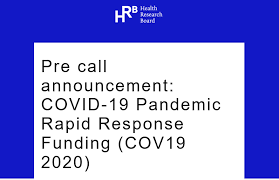 HRB Health
Research
Board
Pre call
announcement:
COVID-19 Pandemic
Rapid Response
Funding (COV19
2020)